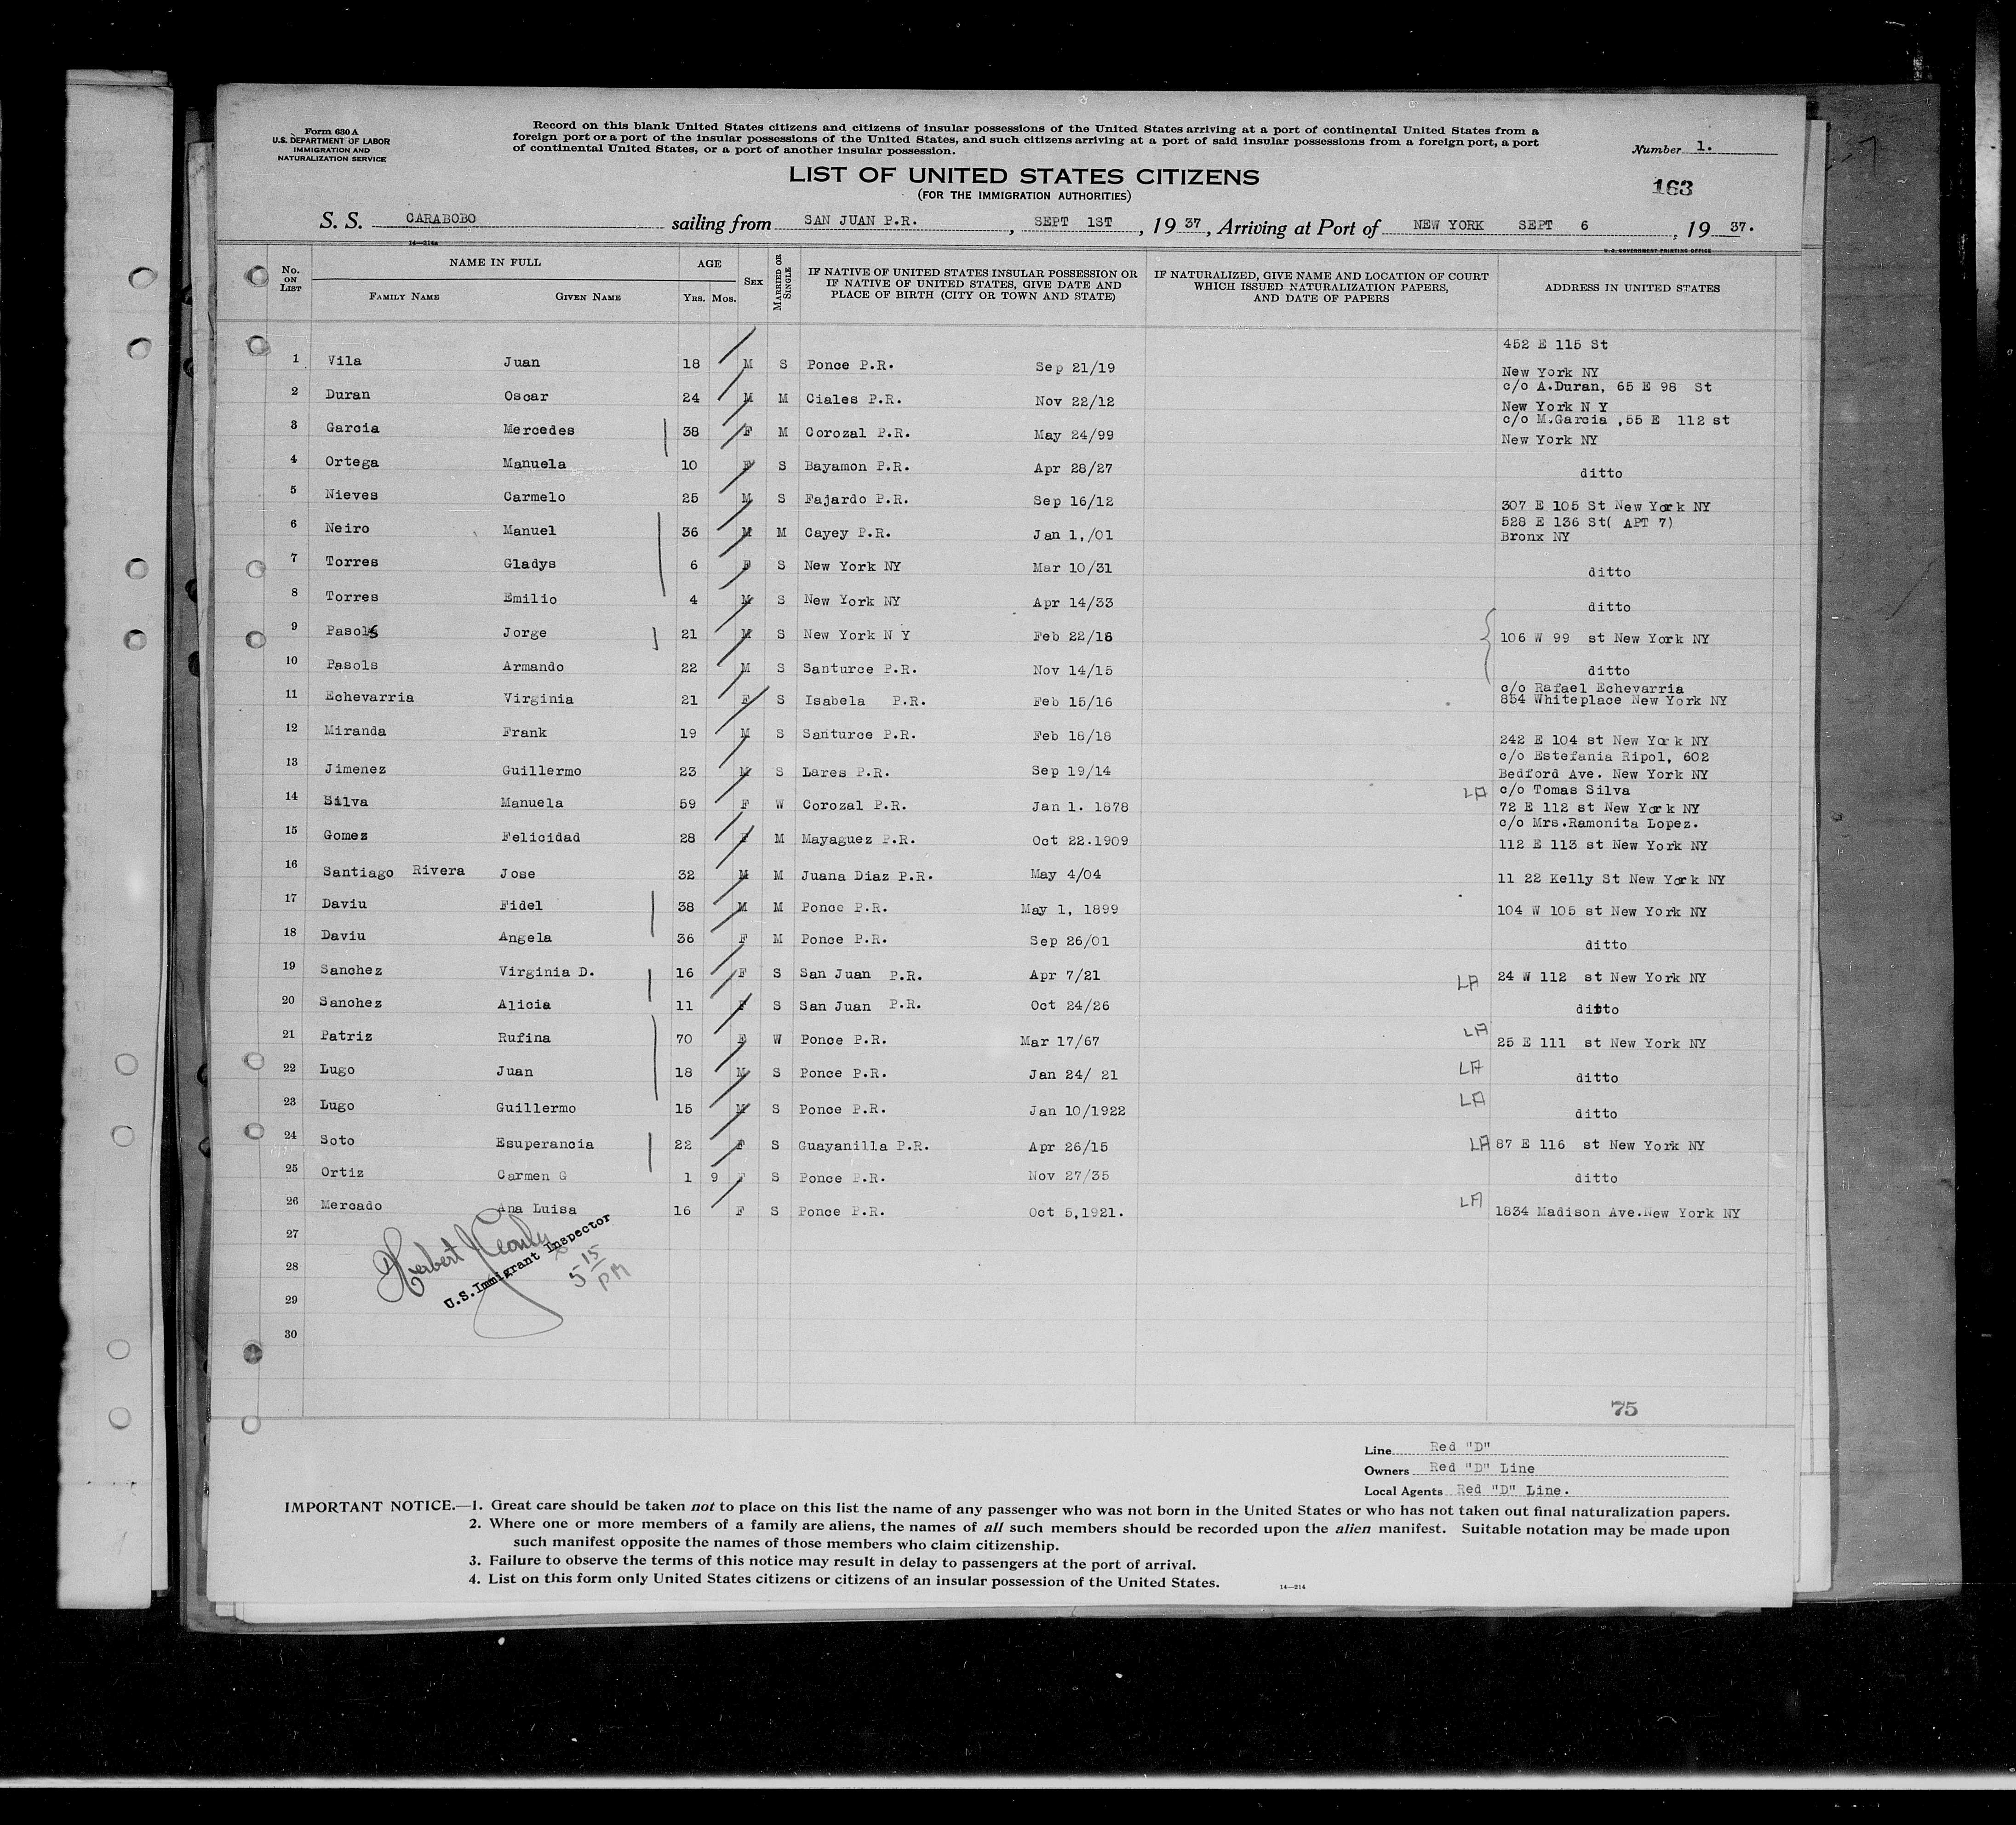 Form 630 A
U.S. DEPARTMENT OF LABOR
IMMIGRATION AND
NATURALIZATION SERVICE
Record on this blank United States citizens and citizens of insular possessions of the United States arriving at a port of continental United States from a
foreign port or a port of the insular possessions of the United States, and such citizens arriving at a port of said insular possessions from a foreign port, a port
of continental United States, or a port of another insular possession.
Number 1.
LIST OF UNITED STATES CITIZENS
(FOR THE IMMIGRATION AUTHORITIES)
163
S. S. CARABOBO sailing from SAN JUAN P.R. , SEPT 1ST , 19 37, Arriving at Port of NEW YORK SEPT 6 , 19 37.
14—214a
U.S. GOVERNMENT PRINTING OFFICE
No. ON LIST
NAME IN FULL
FAMILY NAME
GIVEN NAME
AGE
YRS. MOS.
SEX
MARRIED OR SINGLE
IF NATIVE OF UNITED STATES INSULAR POSSESSION OR
IF NATIVE OF UNITED STATES, GIVE DATE AND
PLACE OF BIRTH (CITY OR TOWN AND STATE)
IF NATURALIZED, GIVE NAME AND LOCATION OF COURT
WHICH ISSUED NATURALIZATION PAPERS,
AND DATE OF PAPERS
ADDRESS IN UNITED STATES
452 E 115 St
1 Vila Juan 18 M S Ponce P.R. Sep 21/19 New York NY
c/o A.Duran, 65 E 98 St
2 Duran Oscar 24 M M Ciales P.R. Nov 22/12 New York N Y
c/o M.Garcia ,55 E 112 st
3 Garcia Mercedes 38 F M Corozal P.R. May 24/99 New York NY
4 Ortega Manuela 10 F S Bayamon P.R. Apr 28/27 ditto
5 Nieves Carmelo 25 M S Fajardo P.R. Sep 16/12 307 E 105 St New York NY
528 E 136 St( APT 7)
6 Neiro Manuel 36 M M Cayey P.R. Jan 1,/01 Bronx NY
7 Torres Gladys 6 F S New York NY Mar 10/31 ditto
8 Torres Emilio 4 M S New York NY Apr 14/33 ditto
9 Pasols Jorge 21 M S New York N Y Feb 22/16 106 W 99 st New York NY
10 Pasols Armando 22 M S Santurce P.R. Nov 14/15 ditto
c/o Rafael Echevarria
11 Echevarria Virginia 21 F S Isabela P.R. Feb 15/16 854 Whiteplace New York NY
12 Miranda Frank 19 M S Santurce P.R. Feb 18/18 242 E 104 st New York NY
c/o Estefania Ripol, 602
13 Jimenez Guillermo 23 M S Lares P.R. Sep 19/14 Bedford Ave. New York NY
LA c/o Tomas Silva
14 Silva Manuela 59 F W Corozal P.R. Jan 1. 1878 72 E 112 st New York NY
c/o Mrs.Ramonita Lopez.
15 Gomez Felicidad 28 F M Mayaguez P.R. Oct 22.1909 112 E 113 st New York NY
16 Santiago Rivera Jose 32 M M Juana Diaz P.R. May 4/04 11 22 Kelly St New York NY
17 Daviu Fidel 38 M M Ponce P.R. May 1, 1899 104 W 105 st New York NY
18 Daviu Angela 36 F M Ponce P.R. Sep 26/01 ditto
19 Sanchez Virginia D. 16 F S San Juan P.R. Apr 7/21 LA 24 W 112 st New York NY
20 Sanchez Alicia 11 F S San Juan P.R. Oct 24/26 ditto
21 Patriz Rufina 70 F W Ponce P.R. Mar 17/67 LA 25 E 111 st New York NY
22 Lugo Juan 18 M S Ponce P.R. Jan 24/ 21 LA ditto
23 Lugo Guillermo 15 M S Ponce P.R. Jan 10/1922 LA ditto
24 Soto Esuperancia 22 F S Guayanilla P.R. Apr 26/15 LA 87 E 116 st New York NY
25 Ortiz Carmen G 1 9 F S Ponce P.R. Nov 27/35 ditto
26 Mercado Ana Luisa 16 F S Ponce P.R. Oct 5,1921. LA 1834 Madison Ave.New York NY
27
Herbert
U.S.Immigrant Inspector
5 15 PM
28
29
30
75
Line Red "D"
Owners Red "D" Line
Local Agents Red "D" Line.
IMPORTANT NOTICE.—1. Great care should be taken not to place on this list the name of any passenger who was not born in the United States or who has not taken out final naturalization papers.
2. Where one or more members of a family are aliens, the names of all such members should be recorded upon the alien manifest. Suitable notation may be made upon
such manifest opposite the names of those members who claim citizenship.
3. Failure to observe the terms of this notice may result in delay to passengers at the port of arrival.
4. List on this form only United States citizens or citizens of an insular possession of the United States.
14—214